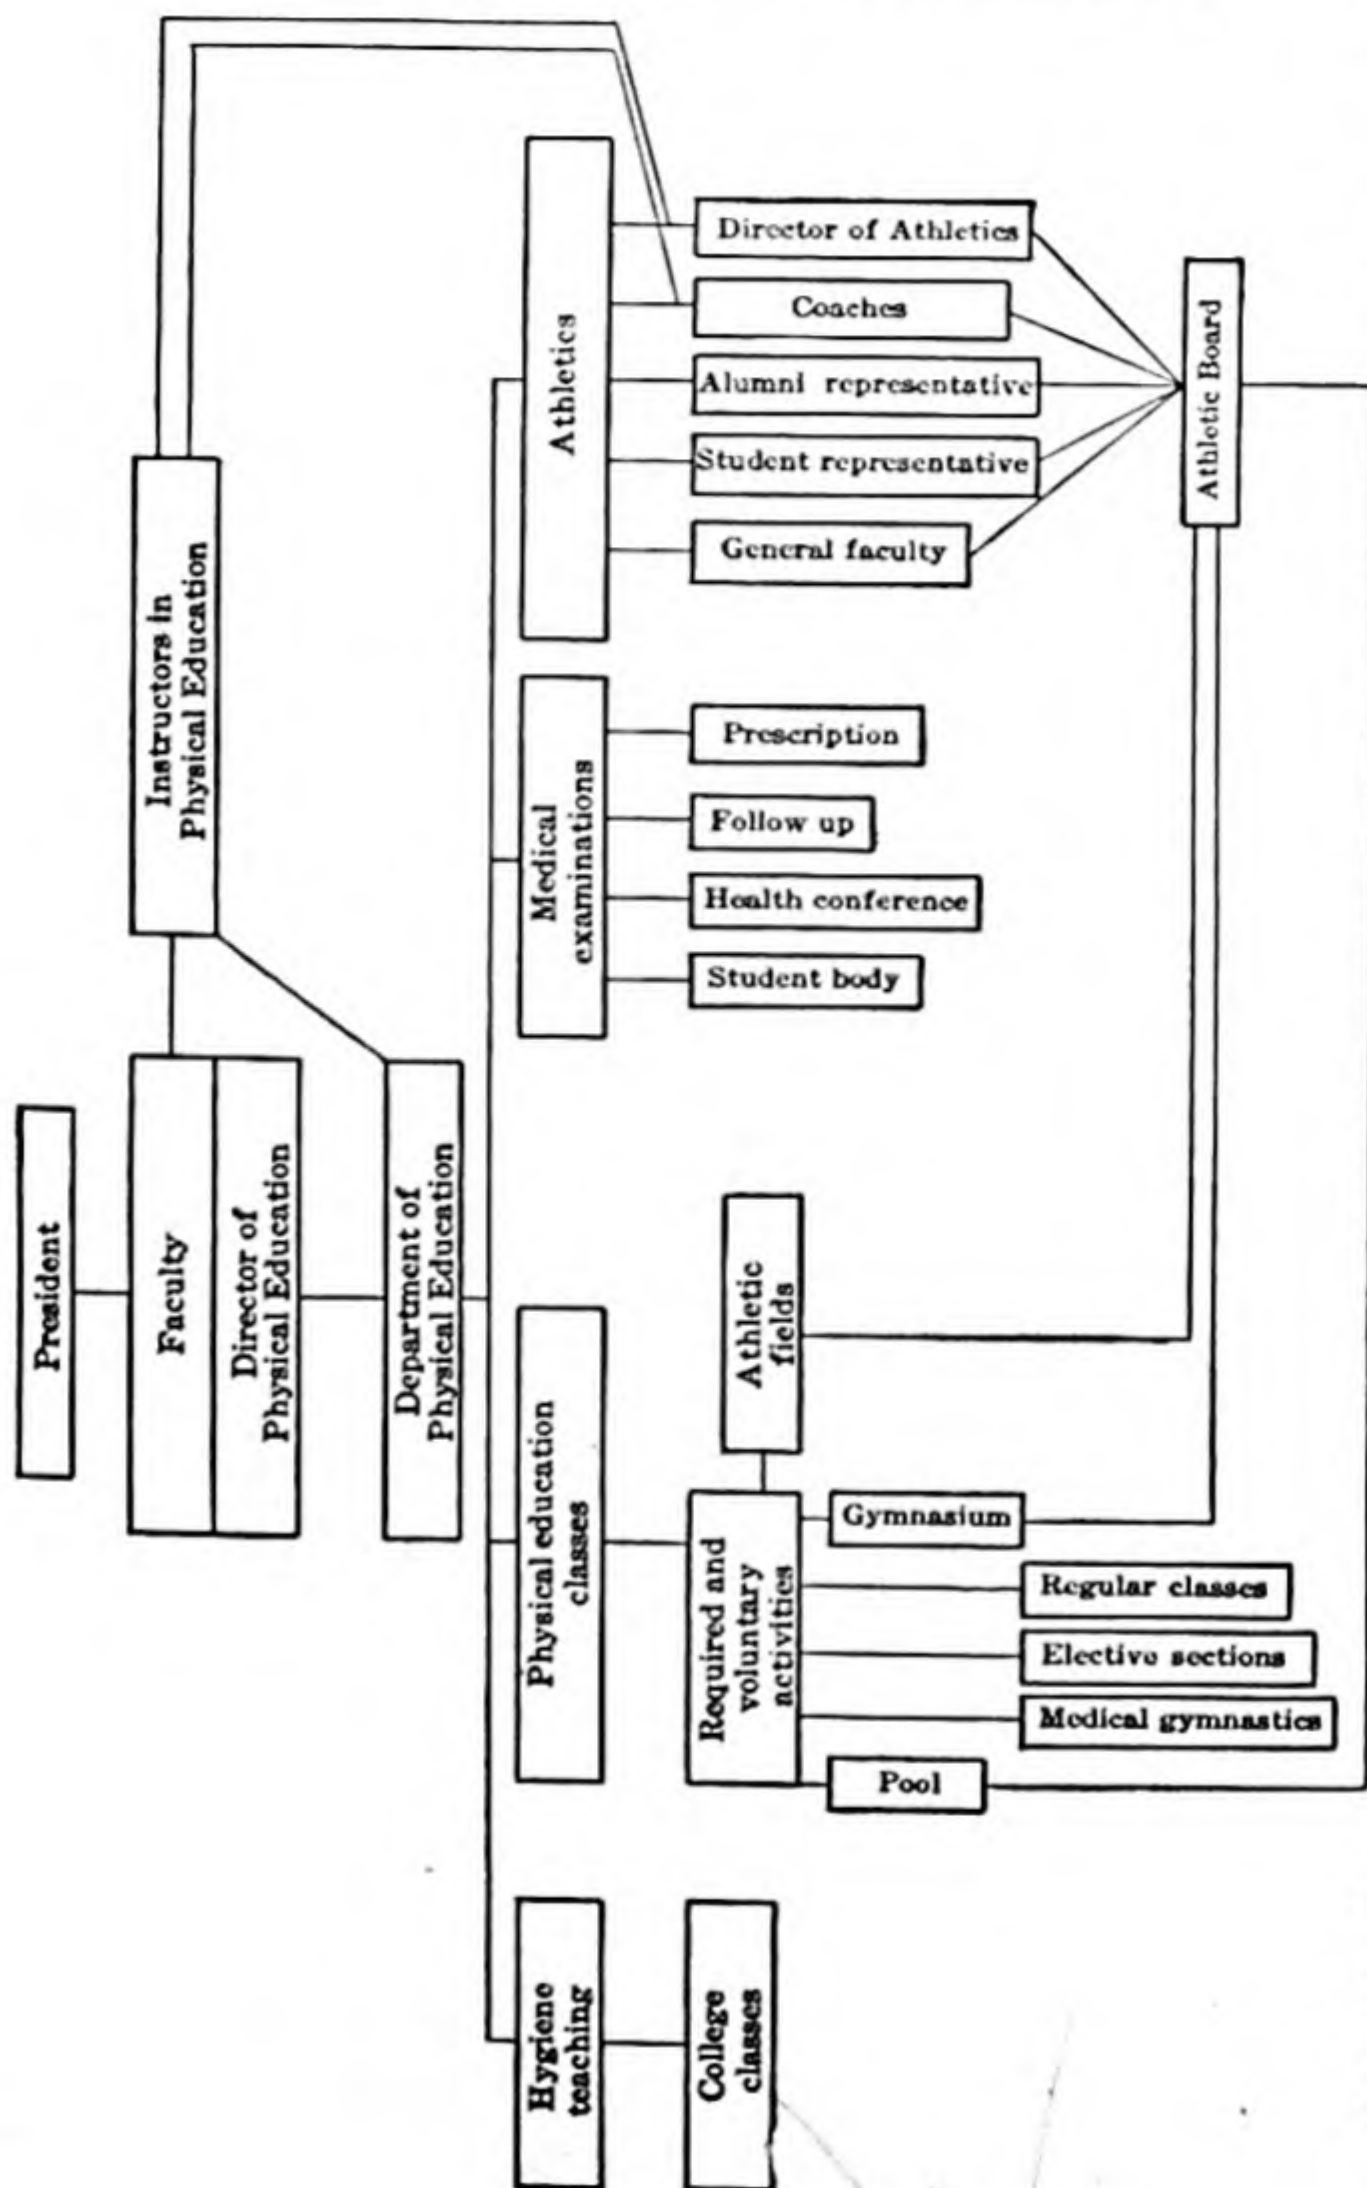 President
Faculty
Director of
Physical Education
Instructors in
Physical Education
Department of
Physical Education
Hygiene
teaching
Physical education
classes
Medical
examinations
Athletics
College
classes
Required and
voluntary
activities
Athletic
fields
Gymnasium
Regular classes
Elective sections
Medical gymnastics
Pool
Prescription
Follow up
Health conference
Student body
Director of Athletics
Coaches
Alumni representative
Student representative
General faculty
Athletic Board